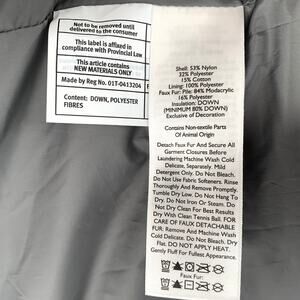 Not to be removed until
delivered to the consumer
This label is affixed in
compliance with Provincial Law
This article contains
NEW MATERIALS ONLY
Made by Reg No. 01T-0413204
Content: DOWN, POLYESTER
FIBRES
Shell: 53% Nylon
32% Polyester
15% Cotton
Lining: 100% Polyester
Faux Fur: Pile: 84% Modacrylic
16% Polyester
Insulation: DOWN
(MINIMUM 80% DOWN)
Exclusive of Decoration
Contains Non-textile Parts
Of Animal Origin
Detach Faux Fur And Secure All
Garment Closures Before
Laundering Machine Wash Cold
Delicate, Separately. Mild
Detergent Only. Do Not Bleach.
Do Not Use Fabric Softeners. Rinse
Thoroughly And Remove Promptly.
Tumble Dry Low. Do Not Hang To
Dry. Do Not Iron Or Steam. Do
Not Dry Clean For Best Results
Dry With Clean Tennis Ball. FOR
CARE OF FAUX DETACHABLE
FUR: Remove And Machine Wash
Cold Delicate. Do Not Bleach. Dry
Flat. DO NOT APPLY HEAT.
Gently Fluff For Fullest Appearance.